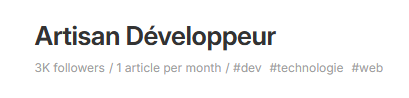 Artisan Développeur
3K followers / 1 article per month / #dev #technologie #web